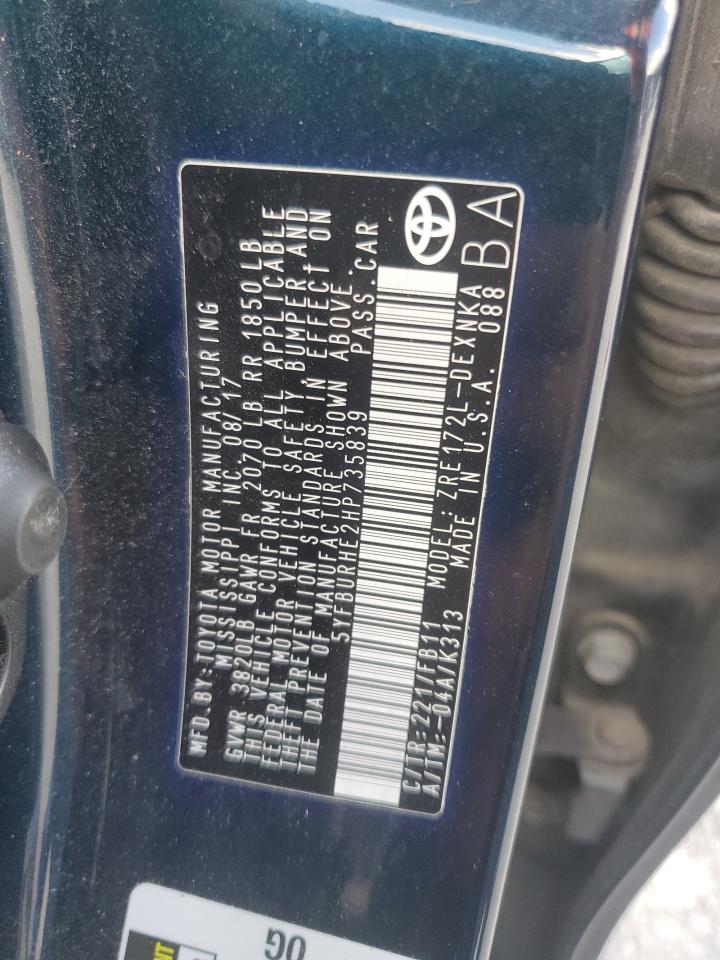 MFD.BY:TOYOTA MOTOR MANUFACTURING
MISSISSIPPI INC. 08/17
GVWR 3820LB GAWR FR 2070 LB RR 1850LB
THIS VEHICLE CONFORMS TO ALL APPLICABLE
FEDERAL MOTOR VEHICLE SAFETY, BUMPER AND
THEFT PREVENTION STANDARDS IN EFFECT ON
THE DATE OF MANUFACTURE SHOWN ABOVE.
5YFBURHE2HP735839 PASS.CAR
C/TR:221/FB11 MODEL:ZRE172L-DEXNKA
A/TM:-04A/K313 MADE IN U.S.A. 088
BA
OG